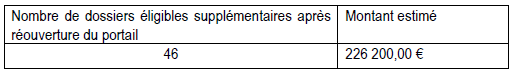 Nombre de dossiers éligibles supplémentaires après
réouverture du portail
Montant estimé
46
226 200,00 €